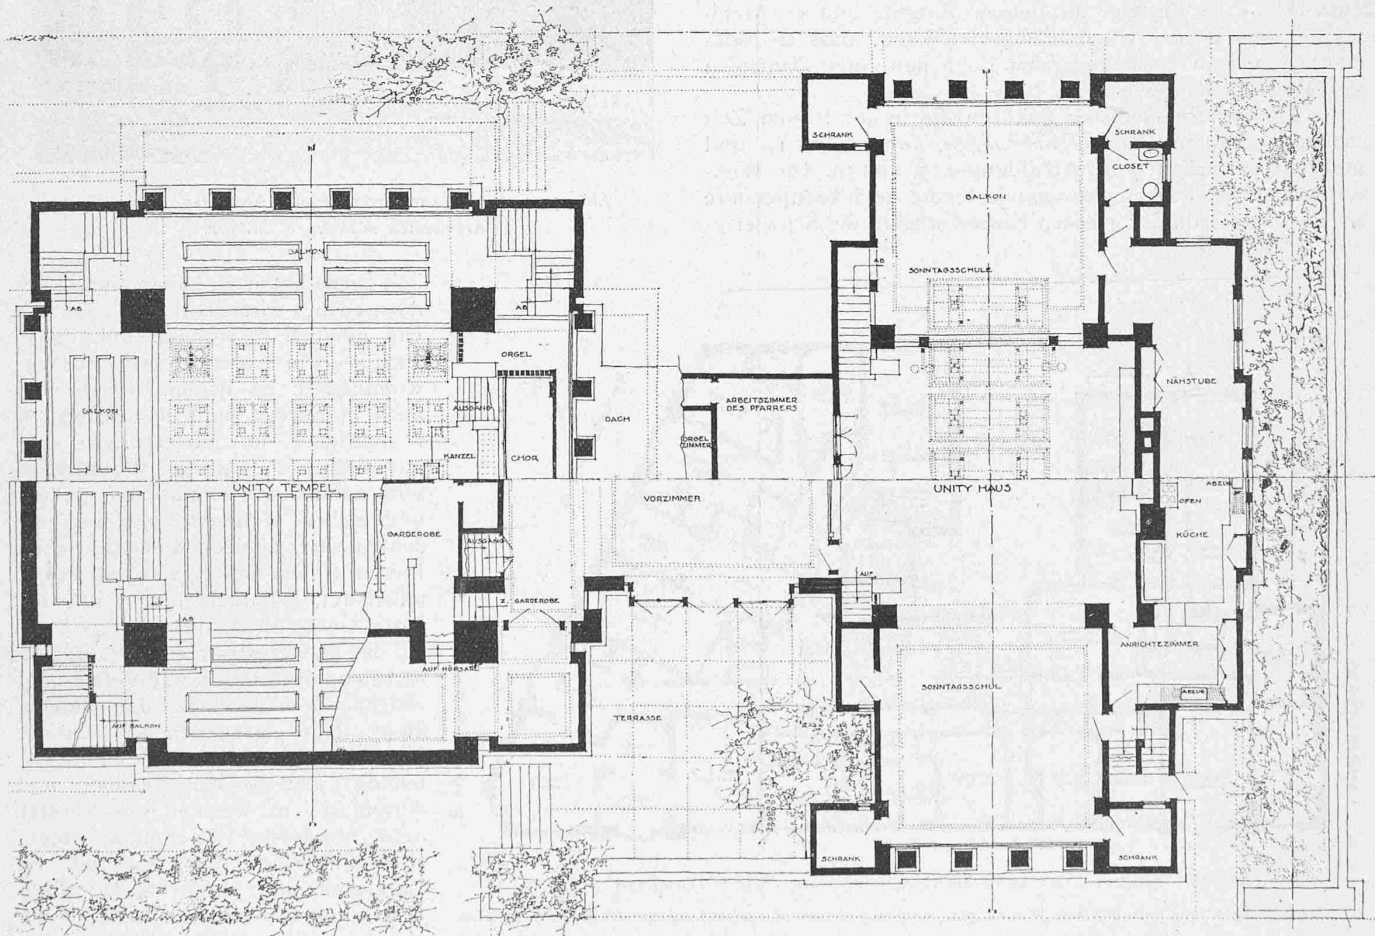 SCHRANK
SCHRANK
CLOSET
BALKON
BALKON
AB
SONNTAGSSCHULE
AB
AB
ORGEL
BALKON
AUSGANG
DACH
ARBEITSZIMMER
DES PFARRERS
NÄHSTUBE
ORGEL
ZIMMER
KANZEL
CHOR
UNITY TEMPEL
VORZIMMER
UNITY HAUS
ABZUG
OFEN
GARDEROBE
AUSGANG
KÜCHE
AUF
AUF
Z.
GARDEROBE
AB
AUF HÖRSAAL
ANRICHTEZIMMER
SONNTAGSSCHUL
ABZUG
TERRASSE
AUF BALKON
SCHRANK
SCHRANK